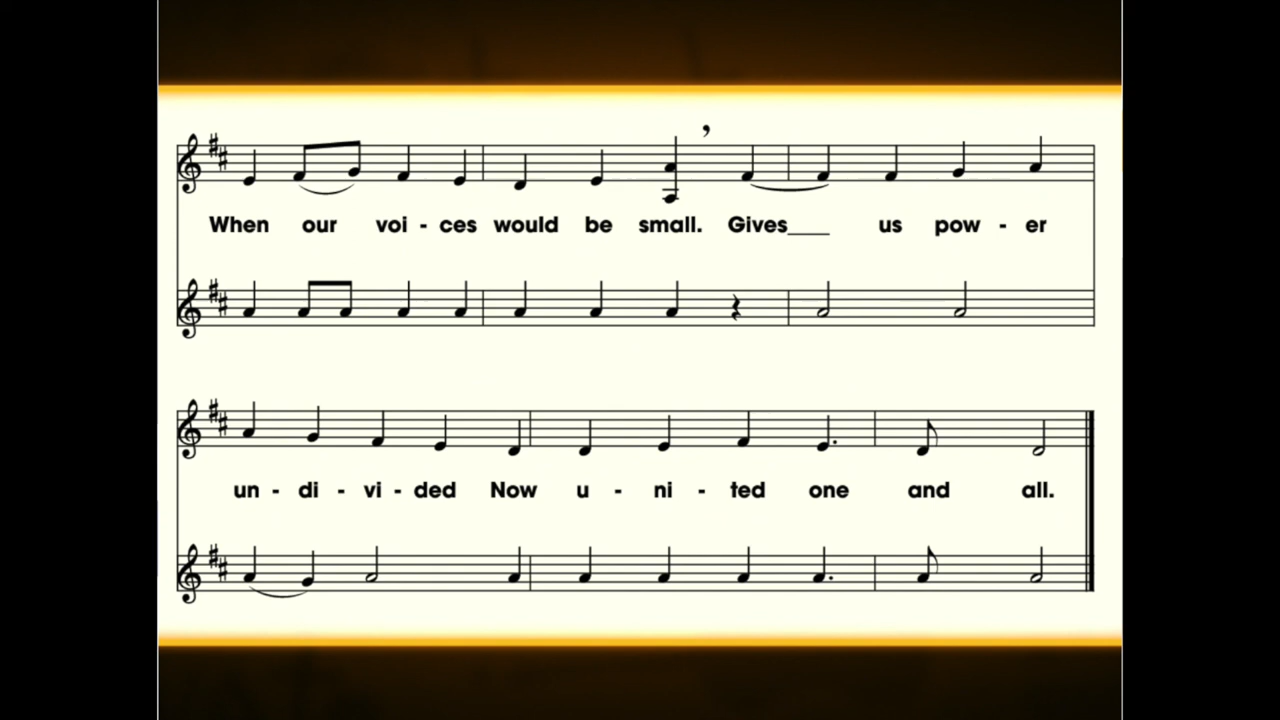 When our voi - ces would be small. Gives___ us pow - er
un - di - vi - ded Now u - ni - ted one and all.